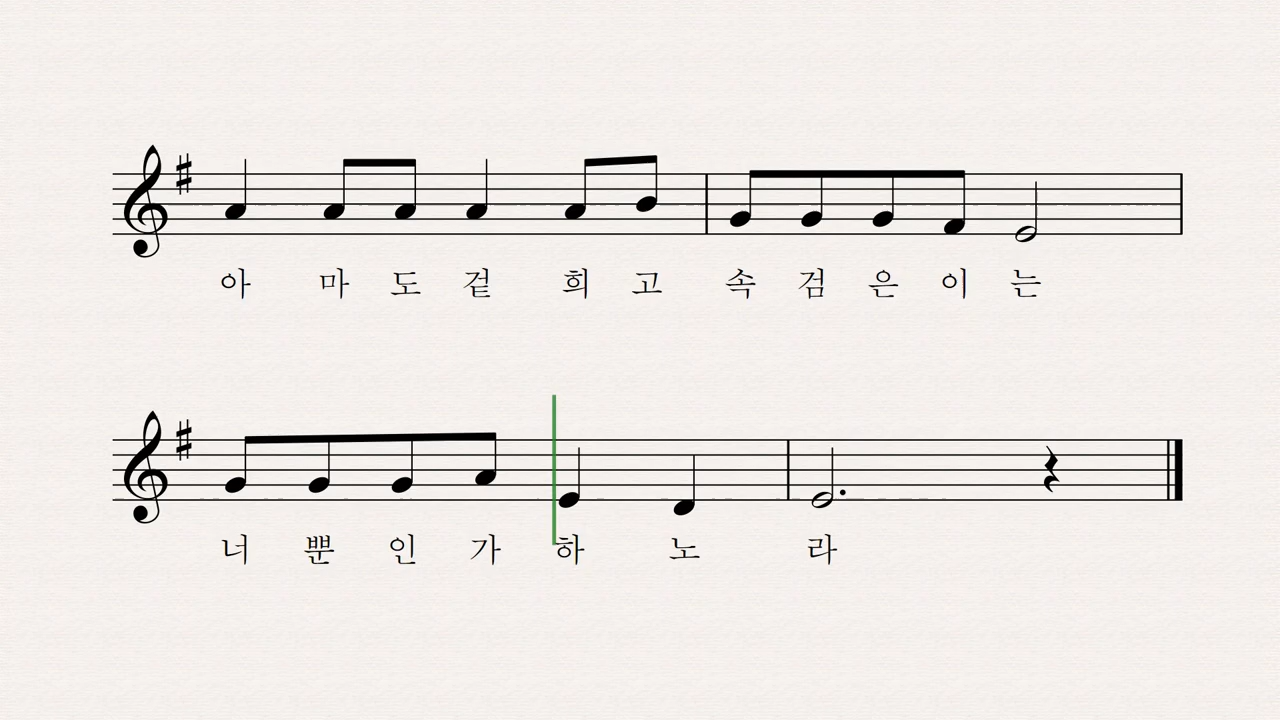 아 마 도 겉 희 고 속 검 은 이 는
너 뿐 인 가 하 노 라